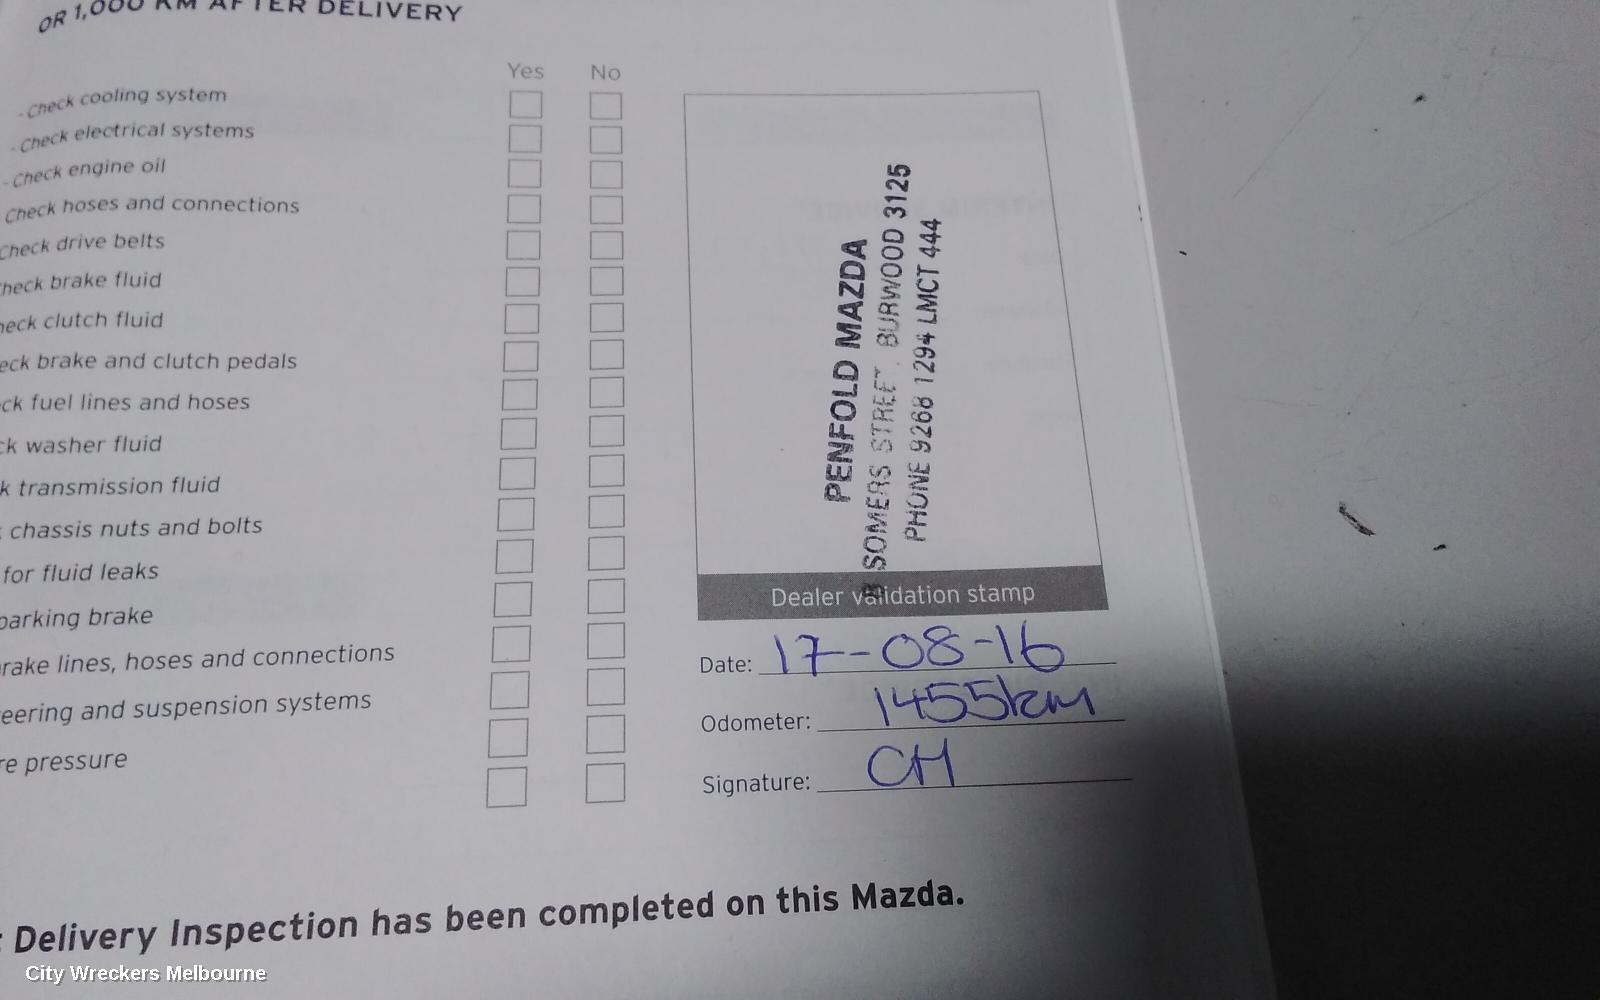 OR 1,000 KM AFTER DELIVERY
Yes No
- Check cooling system
- Check electrical systems
- Check engine oil
Check hoses and connections
Check drive belts
heck brake fluid
heck clutch fluid
eck brake and clutch pedals
ck fuel lines and hoses
ck washer fluid
k transmission fluid
chassis nuts and bolts
for fluid leaks
parking brake
rake lines, hoses and connections
eering and suspension systems
re pressure
PENFOLD MAZDA
SOMERS STREET, BURWOOD 3125
PHONE 9268 1294 LMCT 444
Dealer validation stamp
Date: 17-08-16
Odometer: 1455km
Signature: CH
Delivery Inspection has been completed on this Mazda.
City Wreckers Melbourne